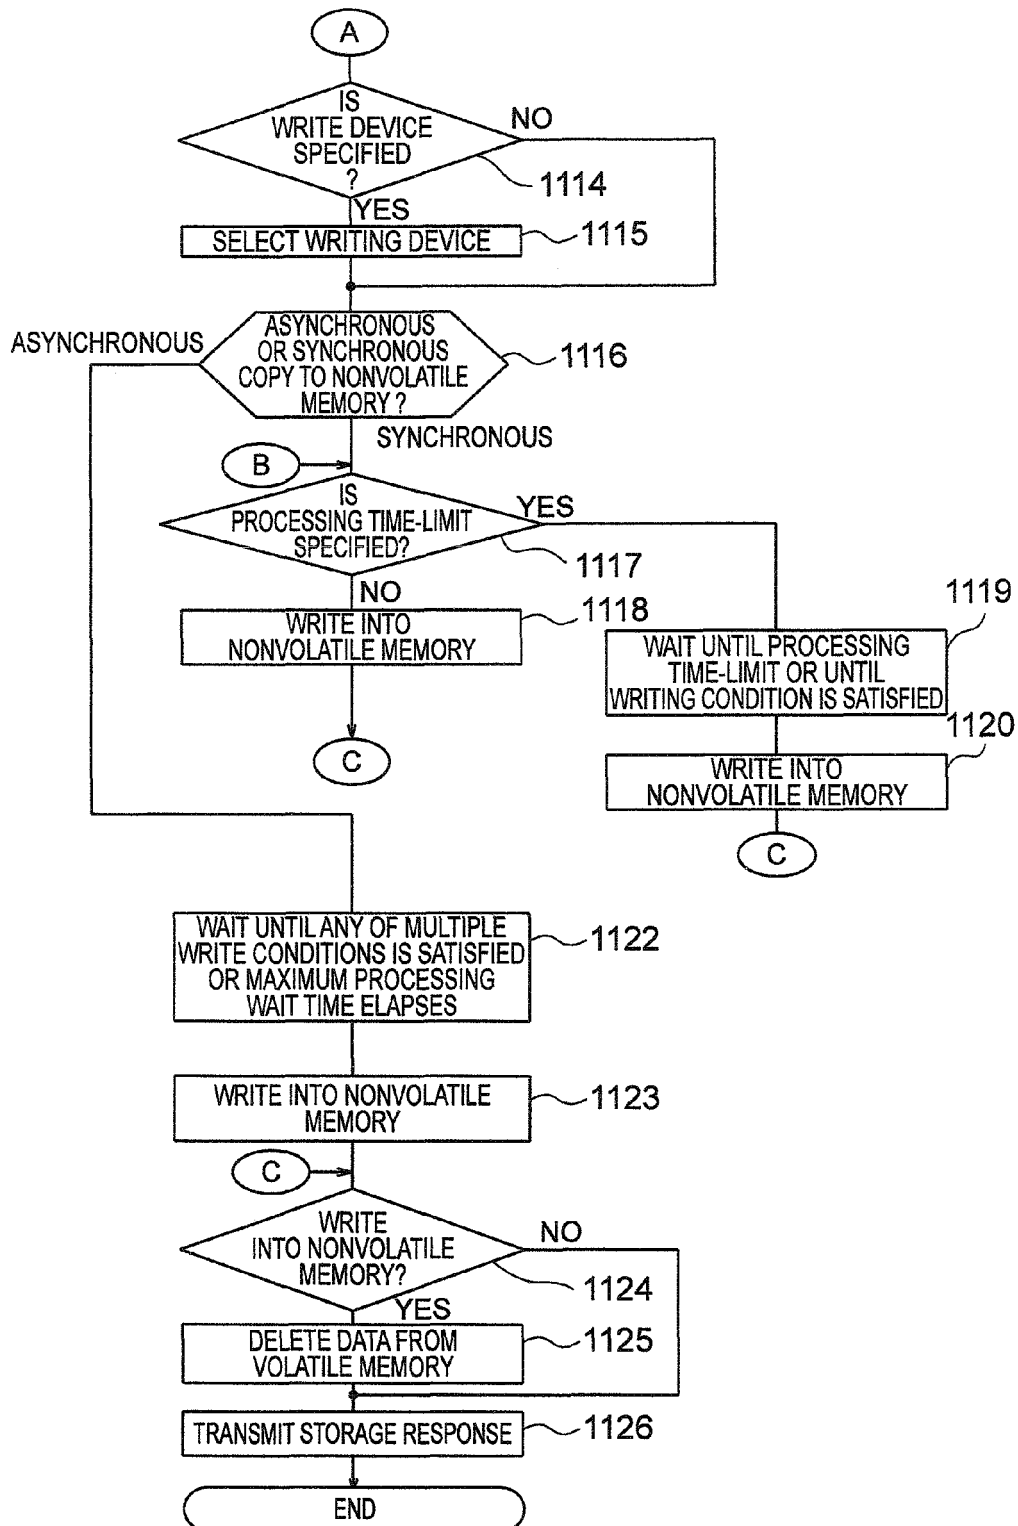 A
IS
WRITE DEVICE
SPECIFIED
?
NO
1114
YES
SELECT WRITING DEVICE
1115
ASYNCHRONOUS
ASYNCHRONOUS
OR SYNCHRONOUS
COPY TO NONVOLATILE
MEMORY ?
1116
SYNCHRONOUS
B
IS
PROCESSING TIME-LIMIT
SPECIFIED?
YES
1117
NO
WRITE INTO
NONVOLATILE MEMORY
1118
C
1119
WAIT UNTIL PROCESSING
TIME-LIMIT OR UNTIL
WRITING CONDITION IS SATISFIED
1120
WRITE INTO
NONVOLATILE MEMORY
C
WAIT UNTIL ANY OF MULTIPLE
WRITE CONDITIONS IS SATISFIED
OR MAXIMUM PROCESSING
WAIT TIME ELAPSES
1122
WRITE INTO NONVOLATILE
MEMORY
1123
C
WRITE
INTO NONVOLATILE
MEMORY?
NO
1124
YES
DELETE DATA FROM
VOLATILE MEMORY
1125
TRANSMIT STORAGE RESPONSE
1126
END